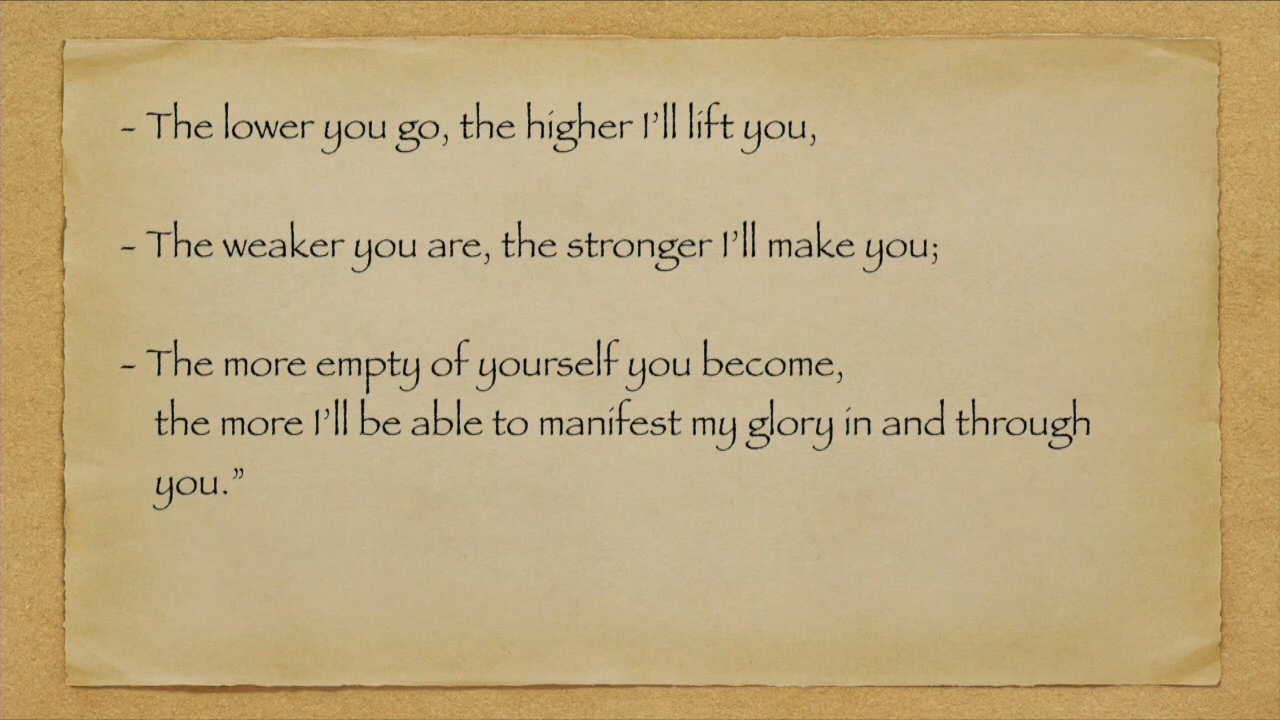 - The lower you go, the higher I’ll lift you,
- The weaker you are, the stronger I’ll make you;
- The more empty of yourself you become,
the more I’ll be able to manifest my glory in and through
you.”